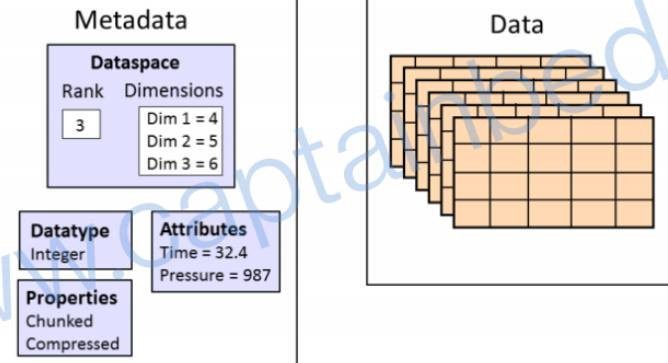 Metadata
Dataspace
Rank Dimensions
3
Dim 1 = 4
Dim 2 = 5
Dim 3 = 6
Datatype
Integer
Attributes
Time = 32.4
Pressure = 987
Properties
Chunked
Compressed
Data
www.captainbed